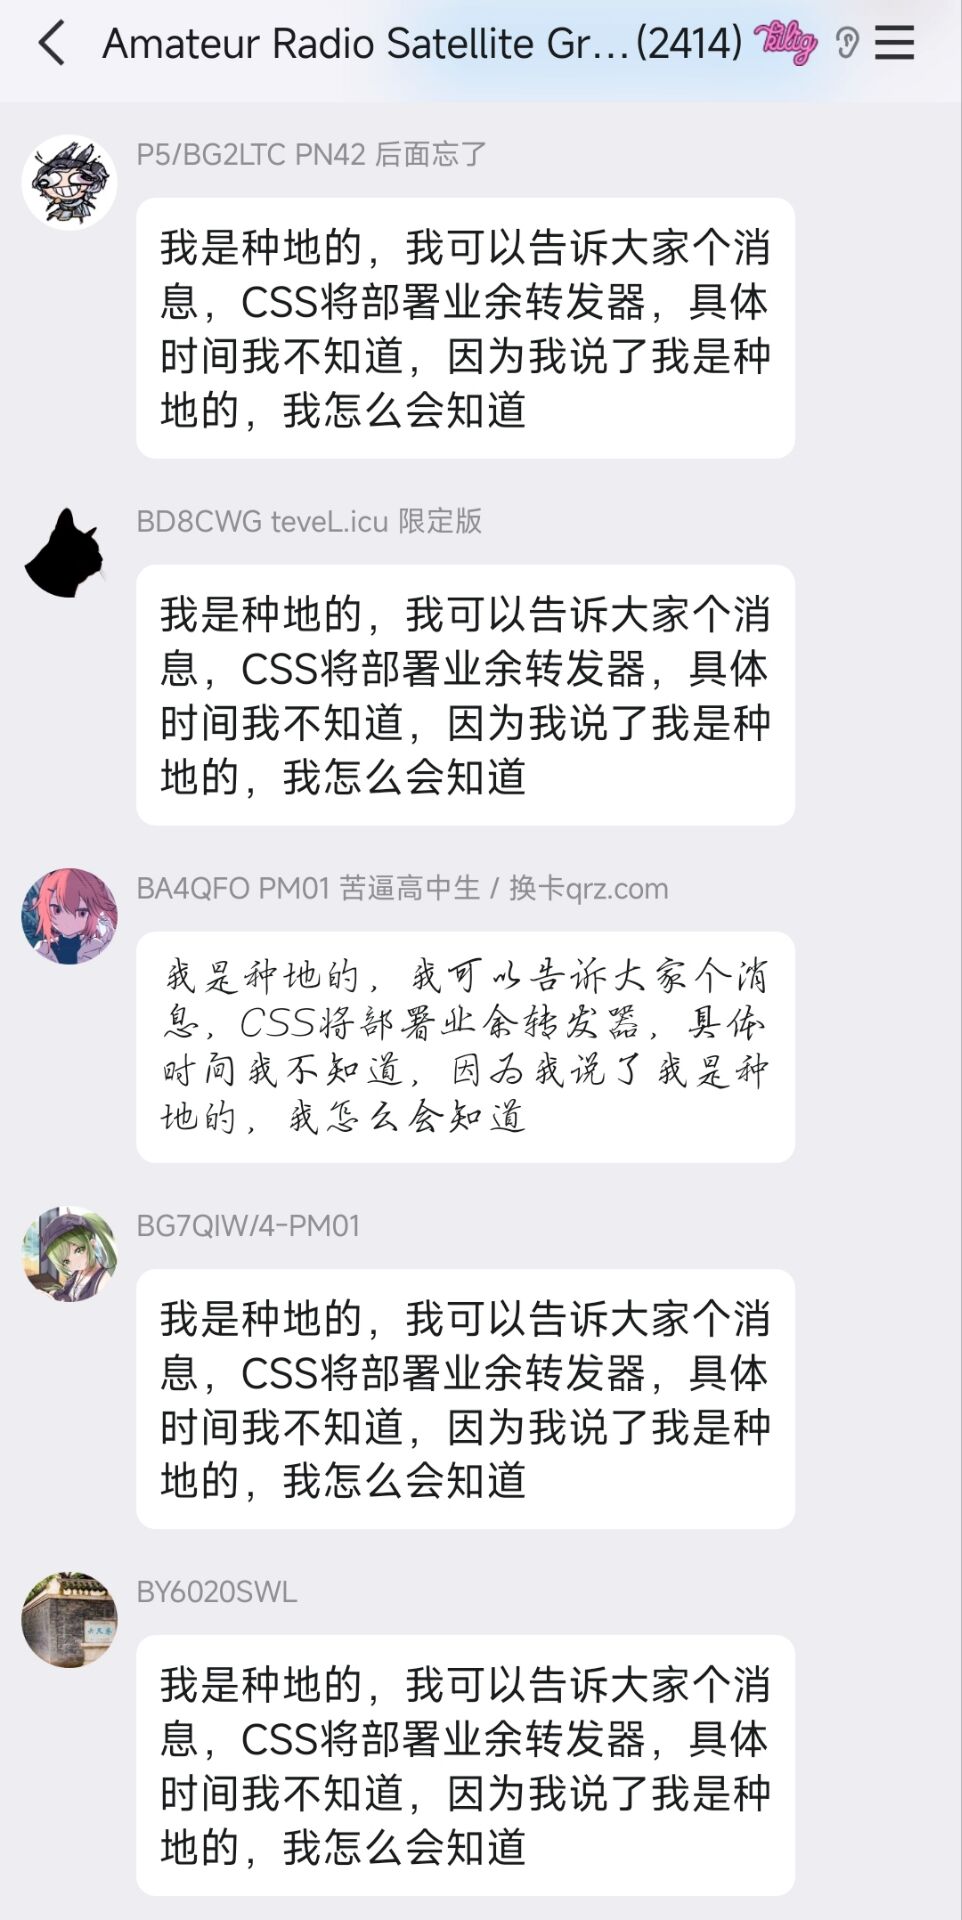 Amateur Radio Satellite Gr...(2414) kilig
P5/BG2LTC PN42 后面忘了
我是种地的，我可以告诉大家个消
息，CSS将部署业余转发器，具体
时间我不知道，因为我说了我是种
地的，我怎么会知道
BD8CWG teveL.icu 限定版
我是种地的，我可以告诉大家个消
息，CSS将部署业余转发器，具体
时间我不知道，因为我说了我是种
地的，我怎么会知道
BA4QFO PM01 苦逼高中生 / 换卡qrz.com
我是种地的，我可以告诉大家个消
息，CSS将部署业余转发器，具体
时间我不知道，因为我说了我是种
地的，我怎么会知道
BG7QIW/4-PM01
我是种地的，我可以告诉大家个消
息，CSS将部署业余转发器，具体
时间我不知道，因为我说了我是种
地的，我怎么会知道
BY6020SWL
我是种地的，我可以告诉大家个消
息，CSS将部署业余转发器，具体
时间我不知道，因为我说了我是种
地的，我怎么会知道